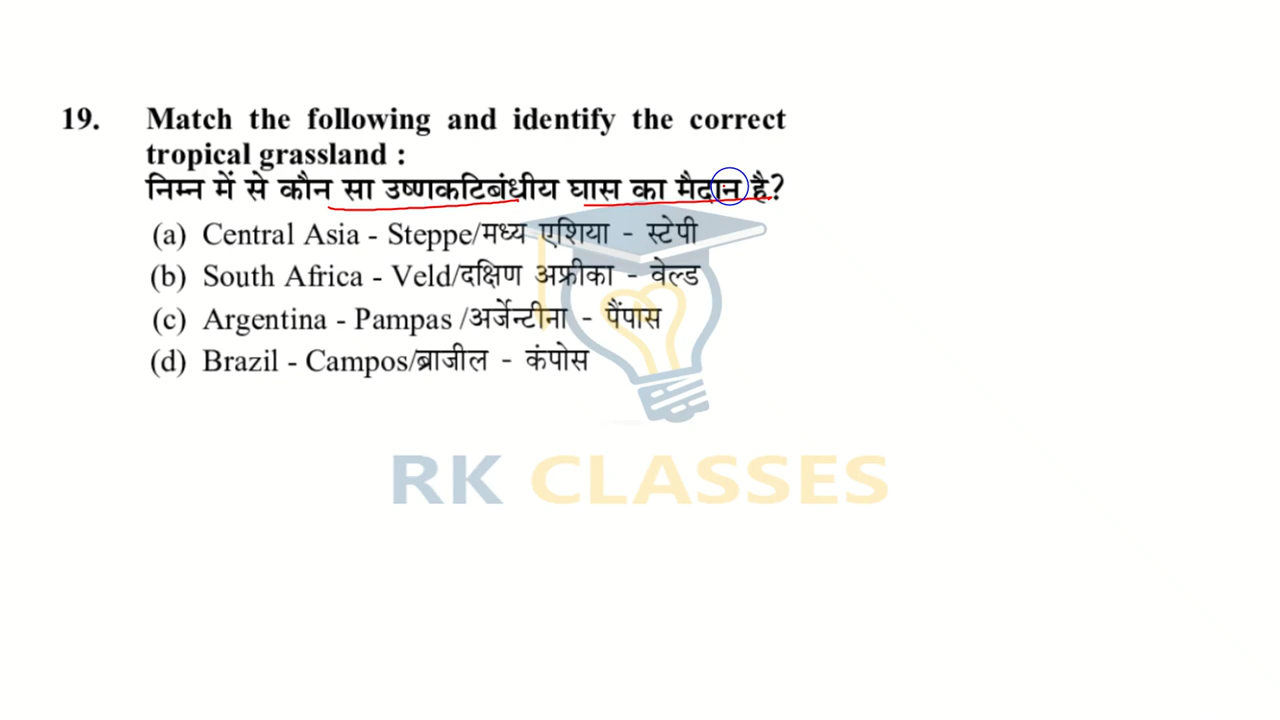 19. Match the following and identify the correct
tropical grassland :
निम्न में से कौन सा उष्णकटिबंधीय घास का मैदान है?
(a) Central Asia - Steppe/मध्य एशिया - स्टेपी
(b) South Africa - Veld/दक्षिण अफ्रीका - वेल्ड
(c) Argentina - Pampas /अर्जेन्टीना - पैंपास
(d) Brazil - Campos/ब्राजील - कंपोस
RK CLASSES